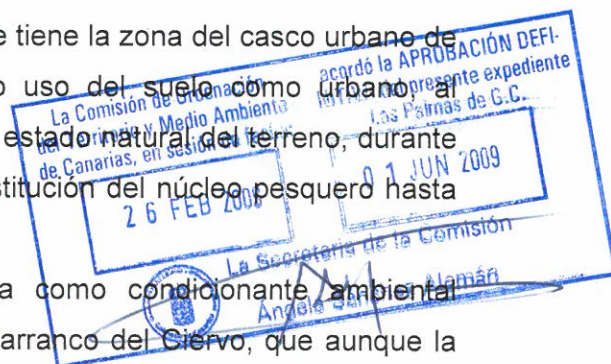 e tiene la zona del casco urbano de
o uso del suelo como urbano, al
estado natural del terreno, durante
stitución del núcleo pesquero hasta
a como condicionante ambiental
arranco del Ciervo, que aunque la
La Comisión de Ordenación
del Territorio y Medio Ambiente
de Canarias, en sesión de fecha
26 FEB 2009
acordó la APROBACIÓN DEFI-
presente expediente
Las Palmas de G.C.
01 JUN 2009
La Secretaria de la Comisión
Angela Alemán